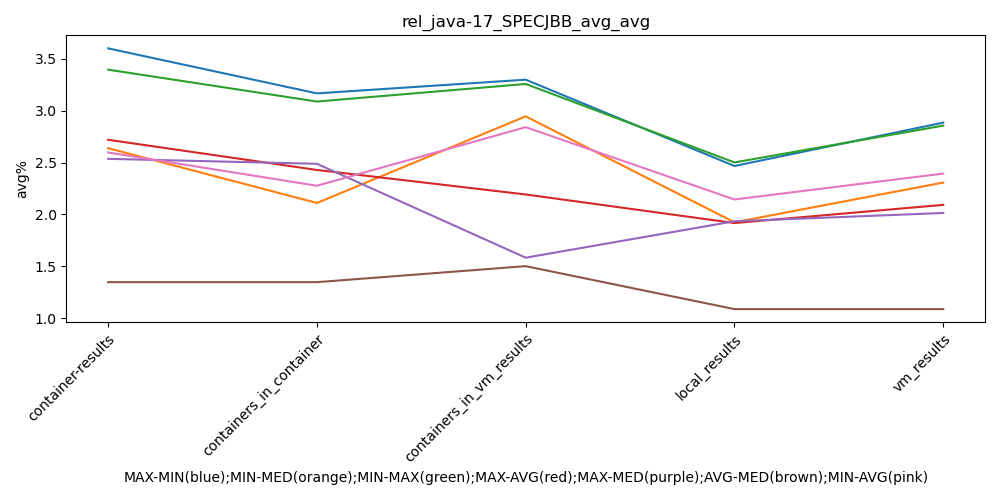 rel_java-17_SPECJBB_avg_avg
avg%
3.5
3.0
2.5
2.0
1.5
1.0
container-results
containers_in_container
containers_in_vm_results
local_results
vm_results
MAX-MIN(blue);MIN-MED(orange);MIN-MAX(green);MAX-AVG(red);MAX-MED(purple);AVG-MED(brown);MIN-AVG(pink)